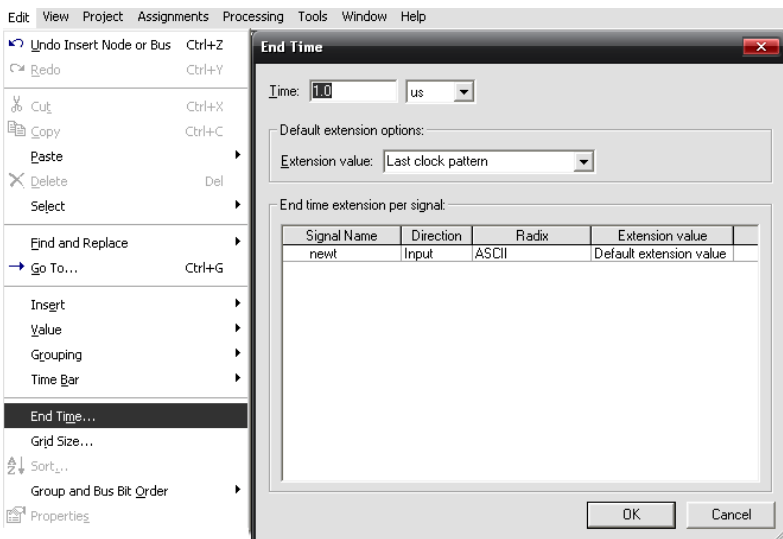 Edit View Project Assignments Processing Tools Window Help
Undo Insert Node or Bus Ctrl+Z
Redo Ctrl+Y
Cut Ctrl+X
Copy Ctrl+C
Paste
Delete Del
Select
Find and Replace
Go To... Ctrl+G
Insert
Value
Grouping
Time Bar
End Time...
Grid Size...
Sort...
Group and Bus Bit Order
Properties
End Time
Time: 1.0 us
Default extension options:
Extension value: Last clock pattern
End time extension per signal:
Signal Name Direction Radix Extension value
newt Input ASCII Default extension value
OK Cancel